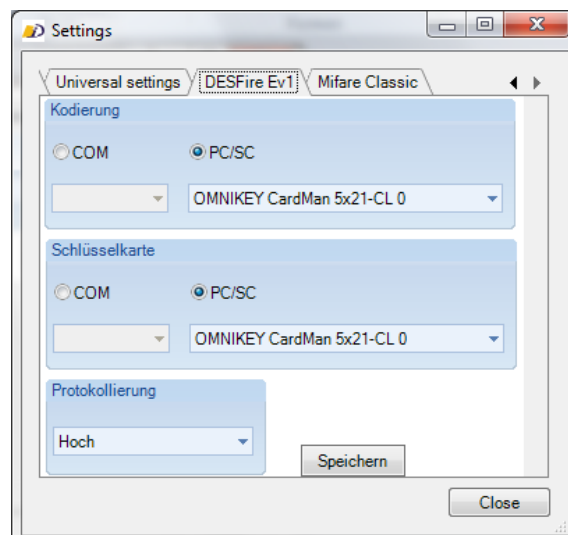 Settings
Universal settings DESFire Ev1 Mifare Classic
Kodierung
COM PC/SC
OMNIKEY CardMan 5x21-CL 0
Schlüsselkarte
COM PC/SC
OMNIKEY CardMan 5x21-CL 0
Protokollierung
Hoch
Speichern
Close